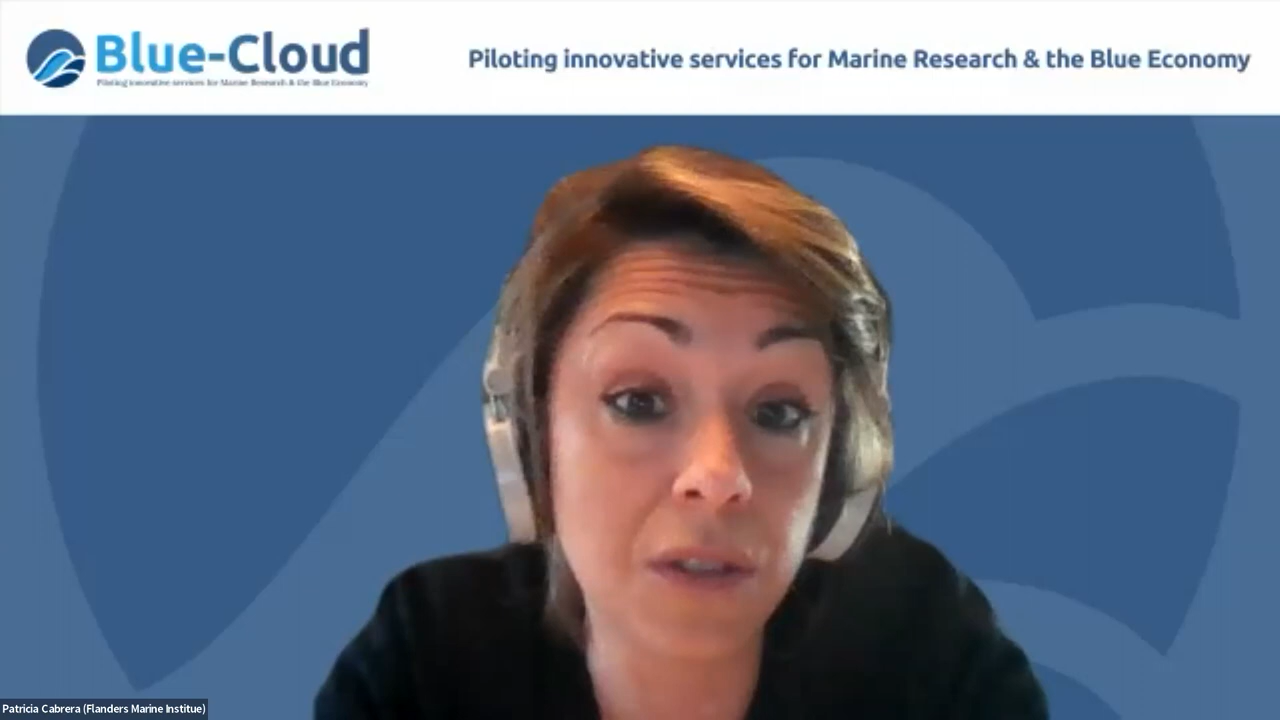 Blue-Cloud
Piloting innovative services for Marine Research & the Blue Economy
Piloting innovative services for Marine Research & the Blue Economy
Patricia Cabrera (Flanders Marine Institue)